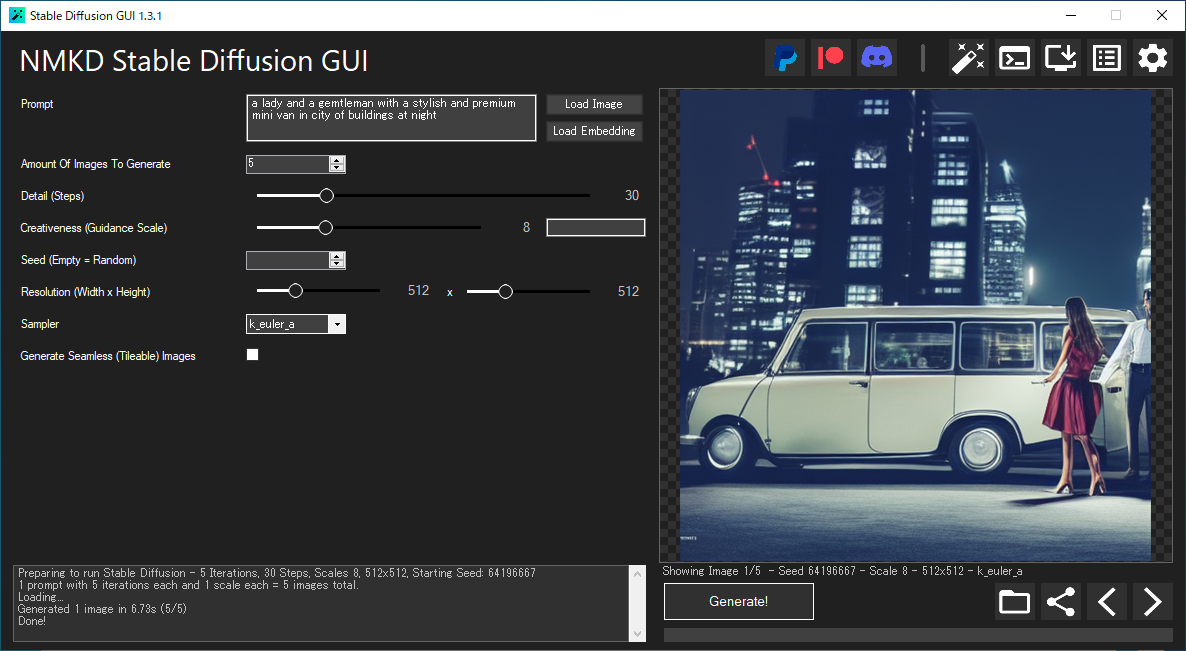 Stable Diffusion GUI 1.3.1
NMKD Stable Diffusion GUI
Prompt
a lady and a gemtleman with a stylish and premium
mini van in city of buildings at night
Load Image
Load Embedding
Amount Of Images To Generate
5
Detail (Steps)
30
Creativeness (Guidance Scale)
8
Seed (Empty = Random)
Resolution (Width x Height)
512 x 512
Sampler
k_euler_a
Generate Seamless (Tileable) Images
Preparing to run Stable Diffusion - 5 Iterations, 30 Steps, Scales 8, 512x512, Starting Seed: 64196667
1 prompt with 5 iterations each and 1 scale each = 5 images total.
Loading...
Generated 1 image in 6.73s (5/5)
Done!
Showing Image 1/5 - Seed 64196667 - Scale 8 - 512x512 - k_euler_a
Generate!